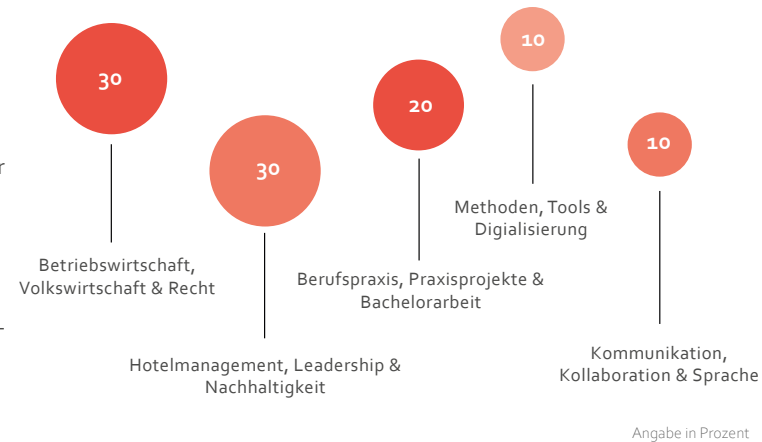 30
Betriebswirtschaft,
Volkswirtschaft & Recht
30
Hotelmanagement, Leadership &
Nachhaltigkeit
20
Berufspraxis, Praxisprojekte &
Bachelorarbeit
10
Methoden, Tools &
Digialisierung
10
Kommunikation,
Kollaboration & Sprache
Angabe in Prozent